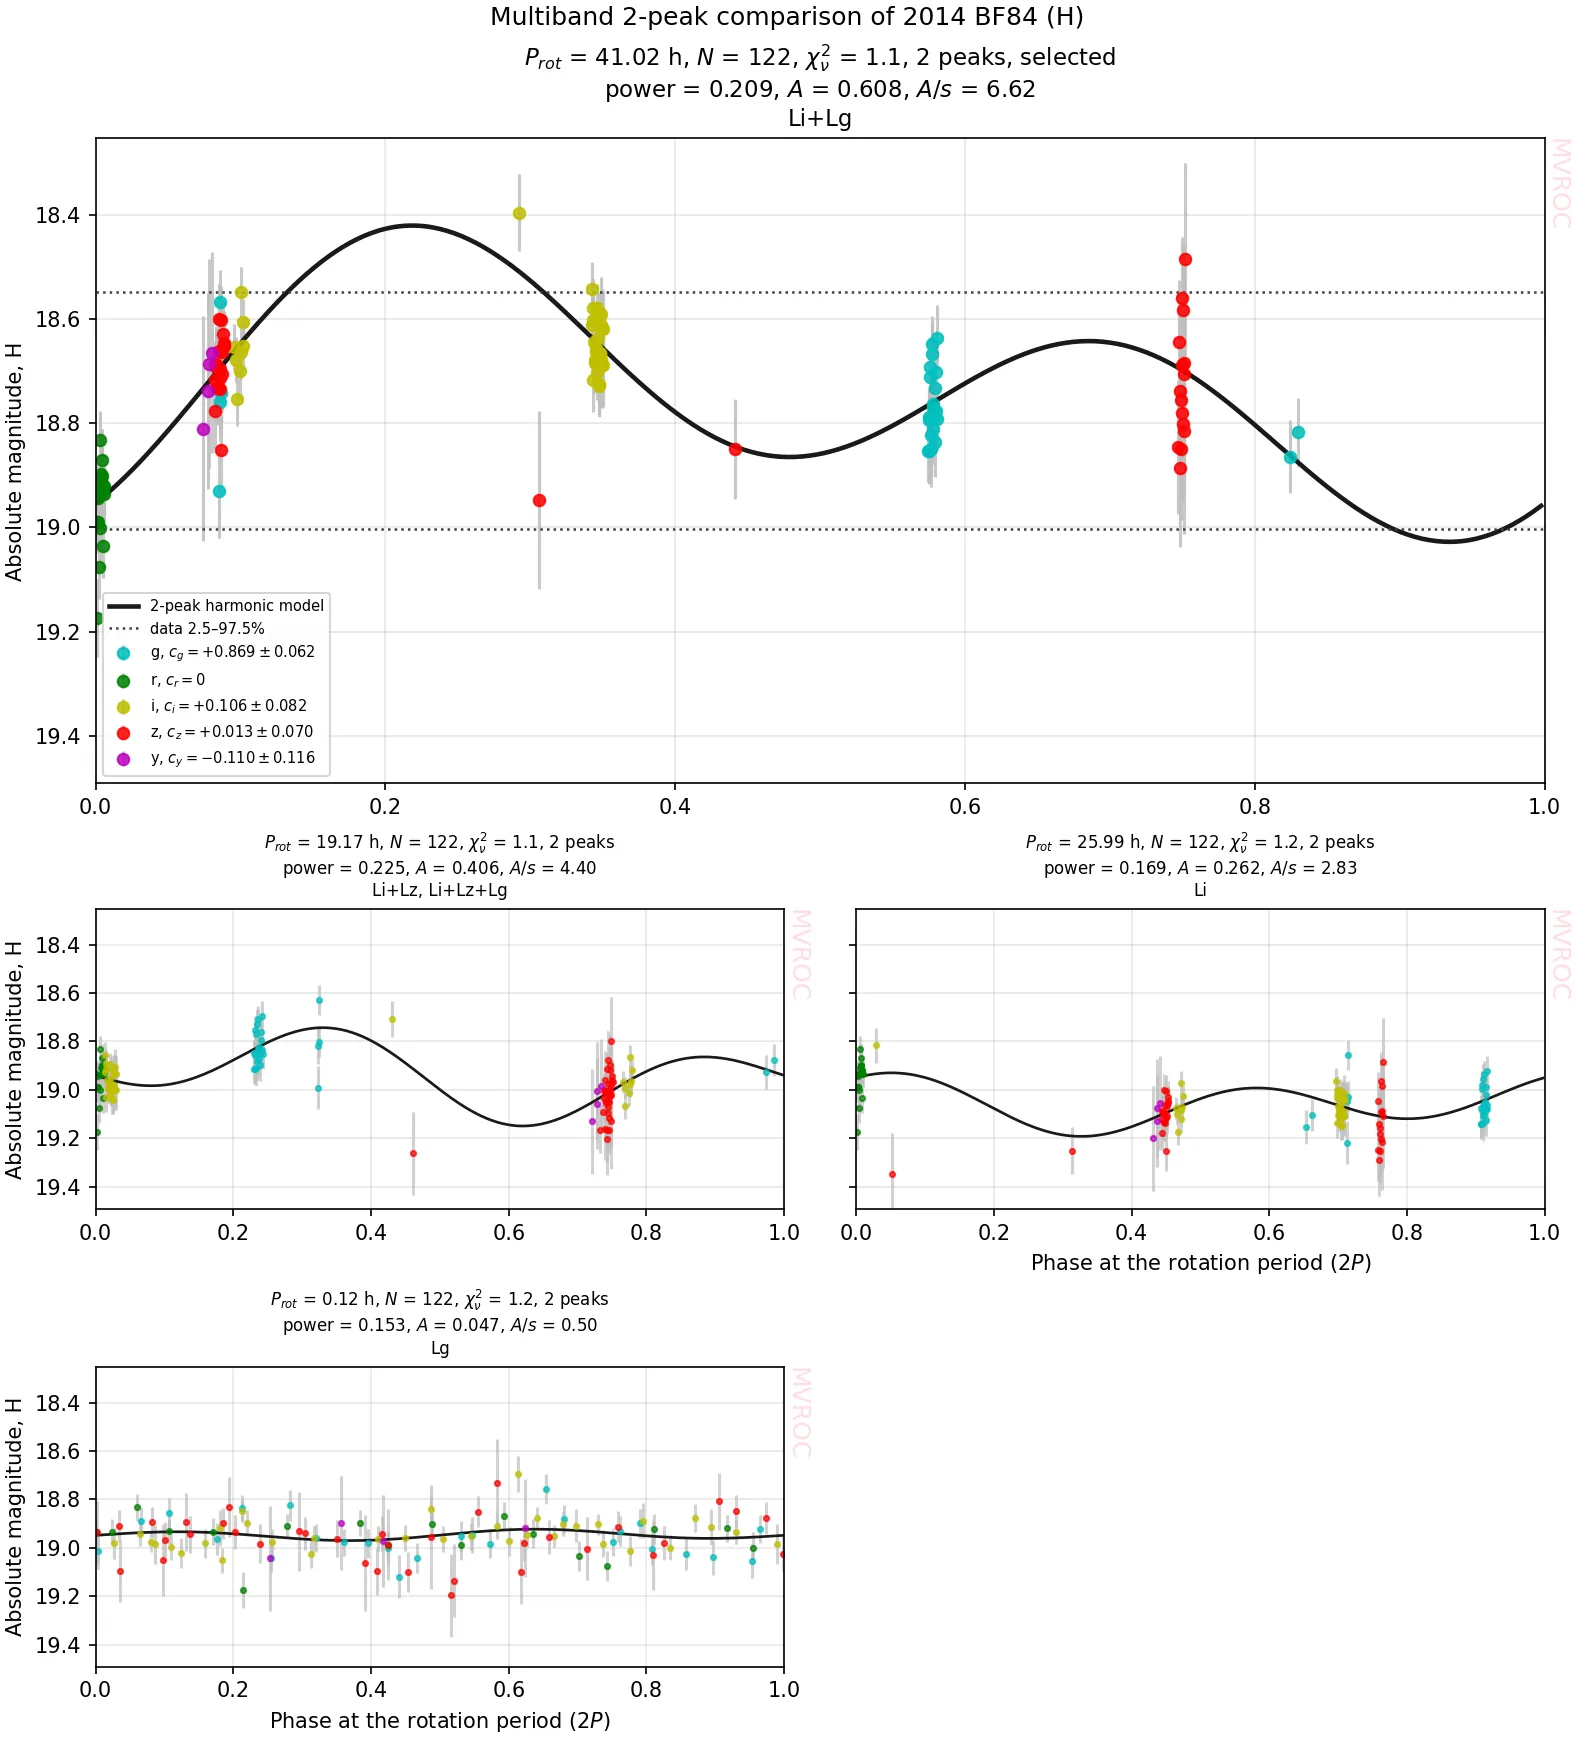 Multiband 2-peak comparison of 2014 BF84 (H)
P_rot = 41.02 h, N = 122, χ²_ν = 1.1, 2 peaks, selected
power = 0.209, A = 0.608, A/s = 6.62
Li+Lg
Absolute magnitude, H
18.4
18.6
18.8
19.0
19.2
19.4
2-peak harmonic model
data 2.5–97.5%
g, c_g = +0.869 ± 0.062
r, c_r = 0
i, c_i = +0.106 ± 0.082
z, c_z = +0.013 ± 0.070
y, c_y = −0.110 ± 0.116
0.0 0.2 0.4 0.6 0.8 1.0
MVROC
P_rot = 19.17 h, N = 122, χ²_ν = 1.1, 2 peaks
power = 0.225, A = 0.406, A/s = 4.40
Li+Lz, Li+Lz+Lg
Absolute magnitude, H
18.4
18.6
18.8
19.0
19.2
19.4
0.0 0.2 0.4 0.6 0.8 1.0
MVROC
P_rot = 25.99 h, N = 122, χ²_ν = 1.2, 2 peaks
power = 0.169, A = 0.262, A/s = 2.83
Li
0.0 0.2 0.4 0.6 0.8 1.0
Phase at the rotation period (2P)
MVROC
P_rot = 0.12 h, N = 122, χ²_ν = 1.2, 2 peaks
power = 0.153, A = 0.047, A/s = 0.50
Lg
Absolute magnitude, H
18.4
18.6
18.8
19.0
19.2
19.4
0.0 0.2 0.4 0.6 0.8 1.0
Phase at the rotation period (2P)
MVROC